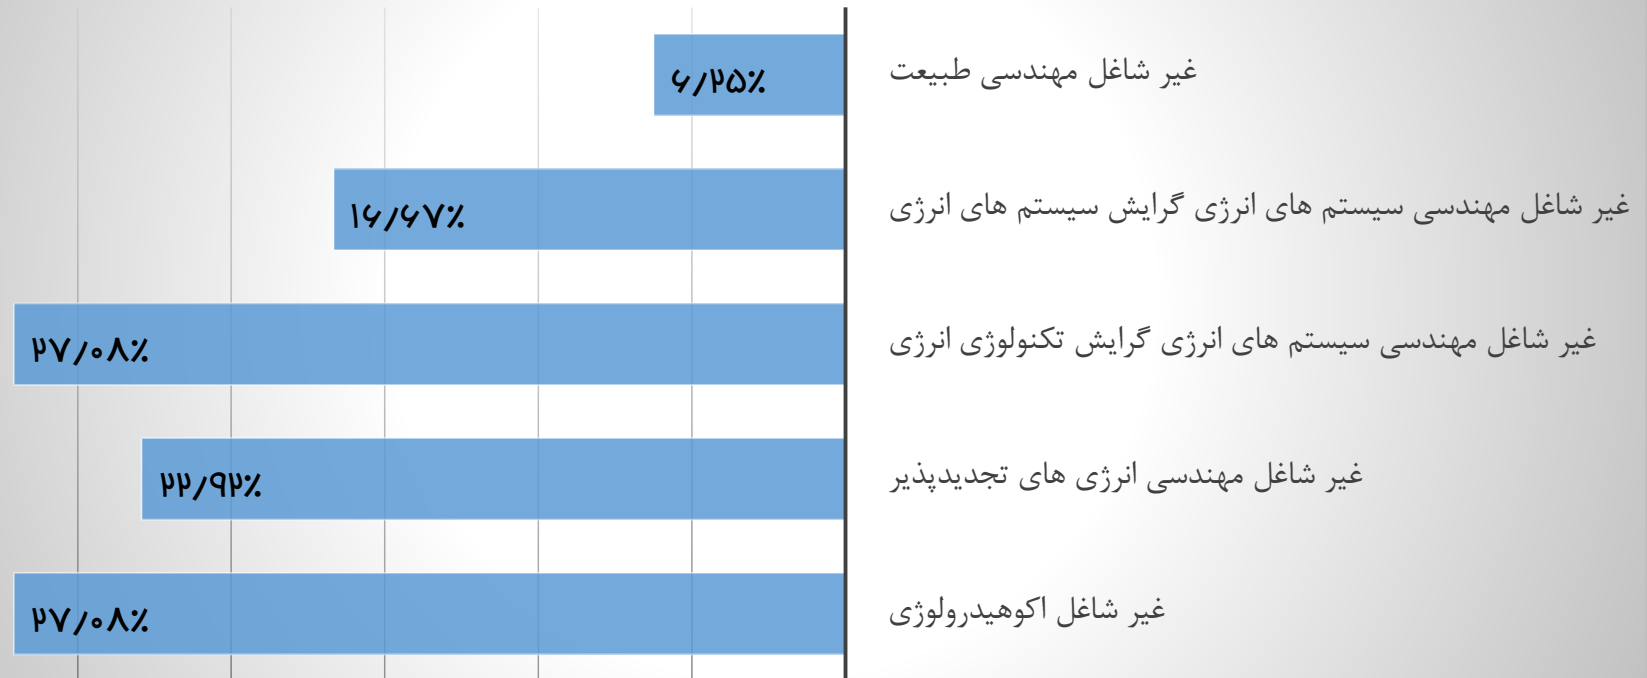 غیر شاغل مهندسی طبیعت
۶/۲۵٪
غیر شاغل مهندسی سیستم های انرژی گرایش سیستم های انرژی
۱۶/۶۷٪
غیر شاغل مهندسی سیستم های انرژی گرایش تکنولوژی انرژی
۲۷/۰۸٪
غیر شاغل مهندسی انرژی های تجدیدپذیر
۲۲/۹۲٪
غیر شاغل اکوهیدرولوژی
۲۷/۰۸٪